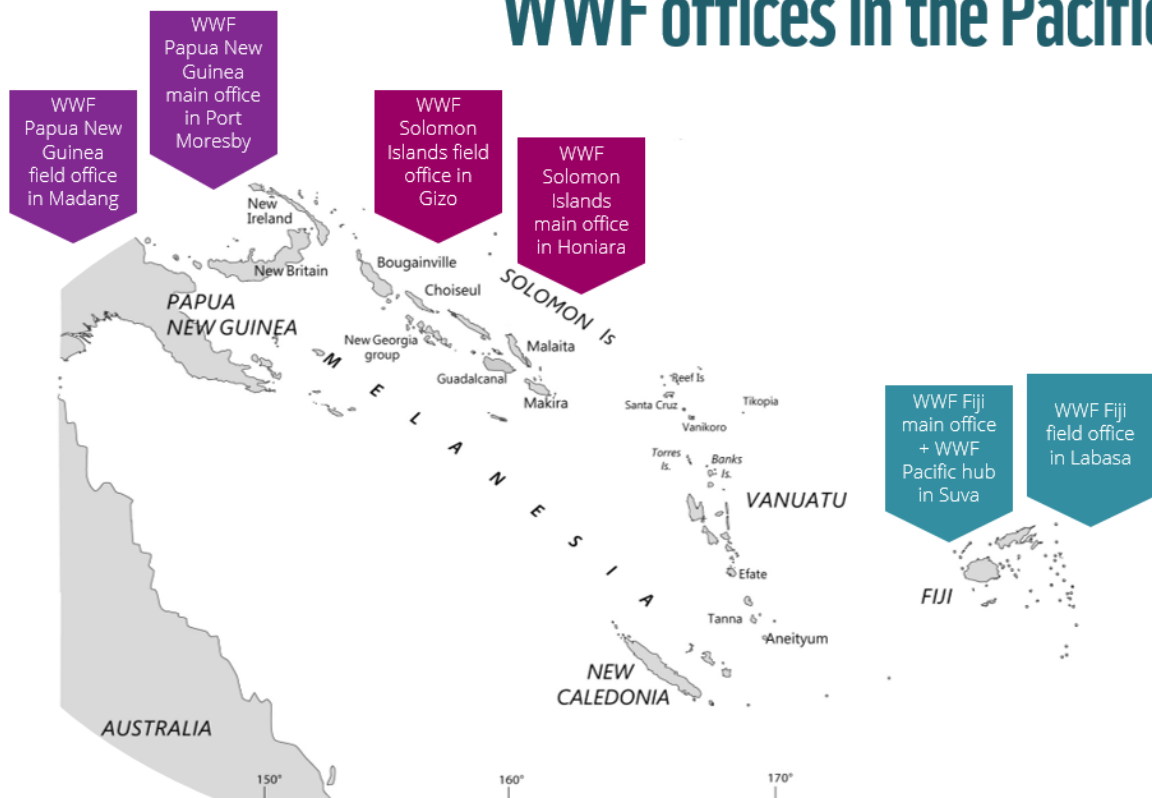 WWF offices in the Pacific
WWF
Papua New
Guinea
main office
in Port
Moresby
WWF
Papua New
Guinea
field office
in Madang
WWF
Solomon
Islands field
office in
Gizo
WWF
Solomon
Islands
main office
in Honiara
New
Ireland
New Britain
Bougainville
Choiseul
SOLOMON Is
PAPUA
NEW GUINEA
New Georgia
group
Malaita
Guadalcanal
Makira
MELANESIA
Reef Is
Santa Cruz
Tikopia
Vanikoro
Torres
Is.
Banks
Is.
VANUATU
WWF Fiji
main office
+ WWF
Pacific hub
in Suva
WWF Fiji
field office
in Labasa
Efate
FIJI
Tanna
Aneityum
NEW
CALEDONIA
AUSTRALIA
150°
160°
170°